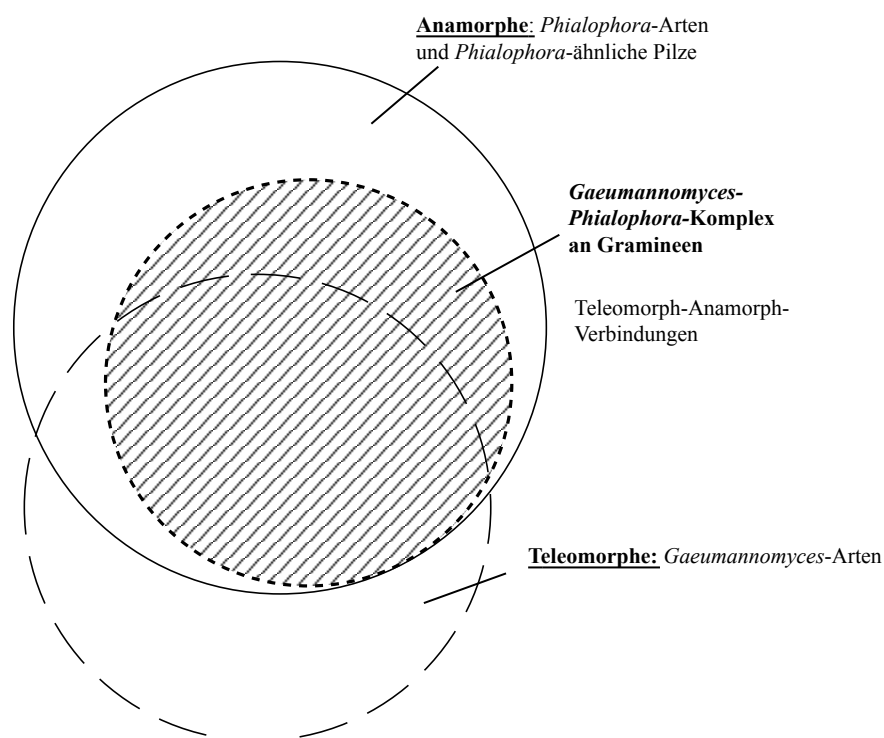 Anamorphe: Phialophora-Arten
und Phialophora-ähnliche Pilze
Gaeumannomyces-
Phialophora-Komplex
an Gramineen
Teleomorph-Anamorph-
Verbindungen
Teleomorphe: Gaeumannomyces-Arten